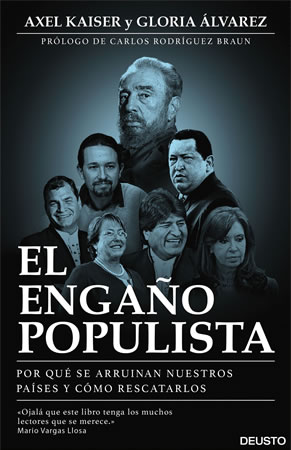 AXEL KAISER y GLORIA ÁLVAREZ
PRÓLOGO DE CARLOS RODRÍGUEZ BRAUN
EL
ENGAÑO
POPULISTA
POR QUÉ SE ARRUINAN NUESTROS
PAÍSES Y CÓMO RESCATARLOS
«Ojalá que este libro tenga los muchos
lectores que se merece.»
Mario Vargas Llosa
DEUSTO